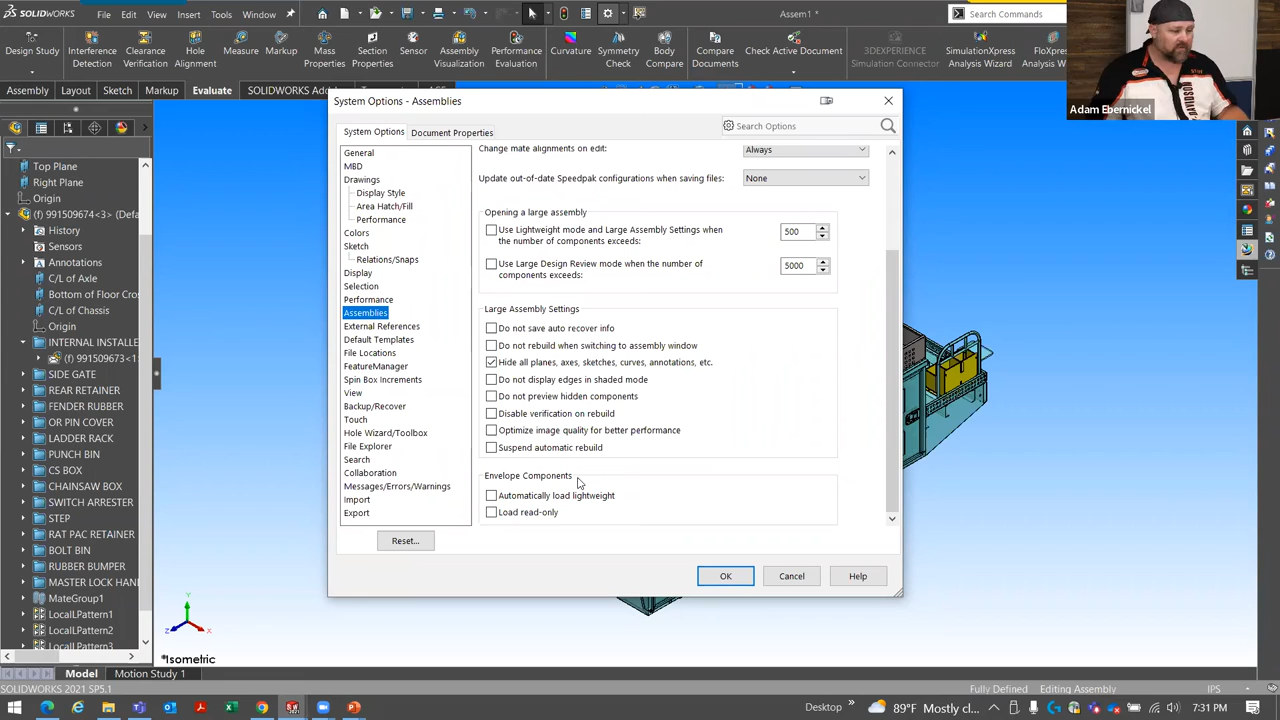 SOLIDWORKS
File
Edit
View
Insert
Tools
Window
Assem1 *
Search Commands
Design Study
Interference
Detection
Clearance
Verification
Hole
Alignment
Measure
Markup
Mass
Properties
Section
Properties
Sensor
Assembly
Visualization
Performance
Evaluation
Curvature
Symmetry
Check
Body
Compare
Compare
Documents
Check Active Document
3DEXPERIENCE
Simulation Connector
SimulationXpress
Analysis Wizard
FloXpres
Analysis Wiz
Adam Ebernickel
Assembly
Layout
Sketch
Markup
Evaluate
SOLIDWORKS Add
Top Plane
Right Plane
Origin
(f) 991509674<3> (Defa
History
Sensors
Annotations
C/L of Axle
Bottom of Floor Cros
C/L of Chassis
Origin
INTERNAL INSTALLE
(f) 991509673<1>
SIDE GATE
REAR RETAINER
FENDER RUBBER
OR PIN COVER
LADDER RACK
PUNCH BIN
CS BOX
CHAINSAW BOX
SWITCH ARRESTER
STEP
RAT PAC RETAINER
BOLT BIN
RUBBER BUMPER
MASTER LOCK HAN
MateGroup1
LocalLPattern1
LocalLPattern2
LocalLPattern3
System Options - Assemblies
System Options
Document Properties
Search Options
General
MBD
Drawings
Display Style
Area Hatch/Fill
Performance
Colors
Sketch
Relations/Snaps
Display
Selection
Performance
Assemblies
External References
Default Templates
File Locations
FeatureManager
Spin Box Increments
View
Backup/Recover
Touch
Hole Wizard/Toolbox
File Explorer
Search
Collaboration
Messages/Errors/Warnings
Import
Export
Reset...
Change mate alignments on edit:
Always
Update out-of-date Speedpak configurations when saving files:
None
Opening a large assembly
Use Lightweight mode and Large Assembly Settings when
the number of components exceeds:
500
Use Large Design Review mode when the number of
components exceeds:
5000
Large Assembly Settings
Do not save auto recover info
Do not rebuild when switching to assembly window
Hide all planes, axes, sketches, curves, annotations, etc.
Do not display edges in shaded mode
Do not preview hidden components
Disable verification on rebuild
Optimize image quality for better performance
Suspend automatic rebuild
Envelope Components
Automatically load lightweight
Load read-only
OK
Cancel
Help
Y
Z
X
*Isometric
Model
Motion Study 1
SOLIDWORKS 2021 SP5.1
Fully Defined
Editing Assembly
IPS
Desktop
89°F Mostly cl...
7:31 PM